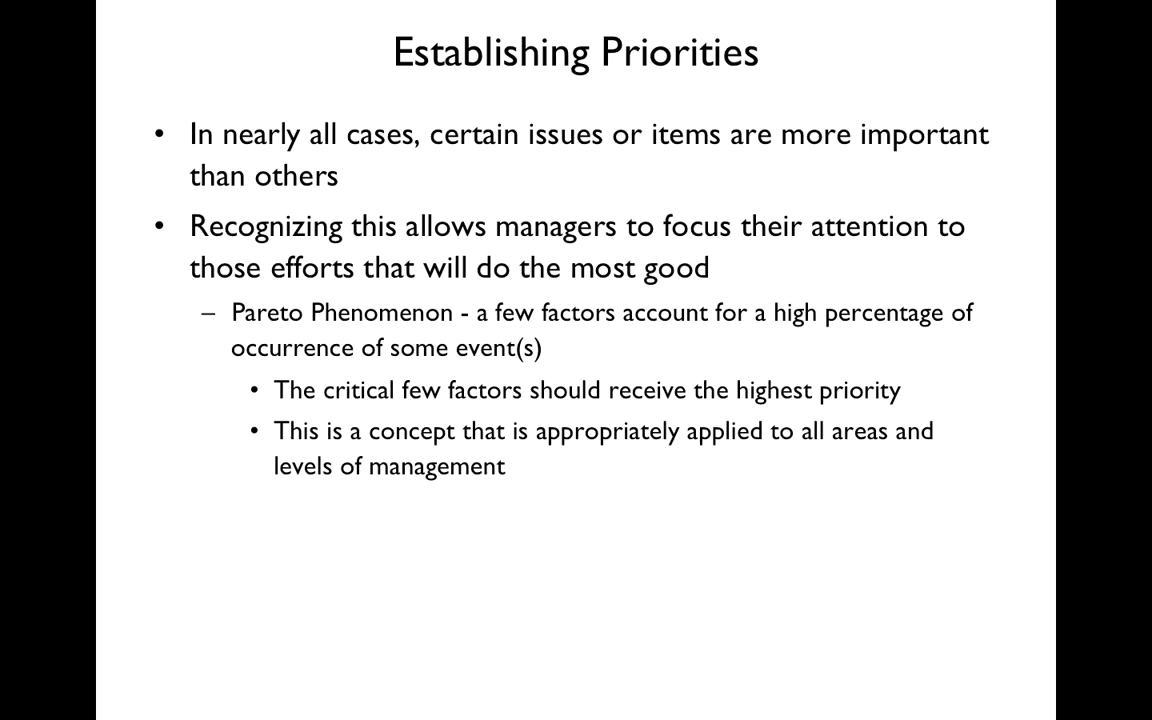 Establishing Priorities
• In nearly all cases, certain issues or items are more important
than others
• Recognizing this allows managers to focus their attention to
those efforts that will do the most good
– Pareto Phenomenon - a few factors account for a high percentage of
occurrence of some event(s)
• The critical few factors should receive the highest priority
• This is a concept that is appropriately applied to all areas and
levels of management